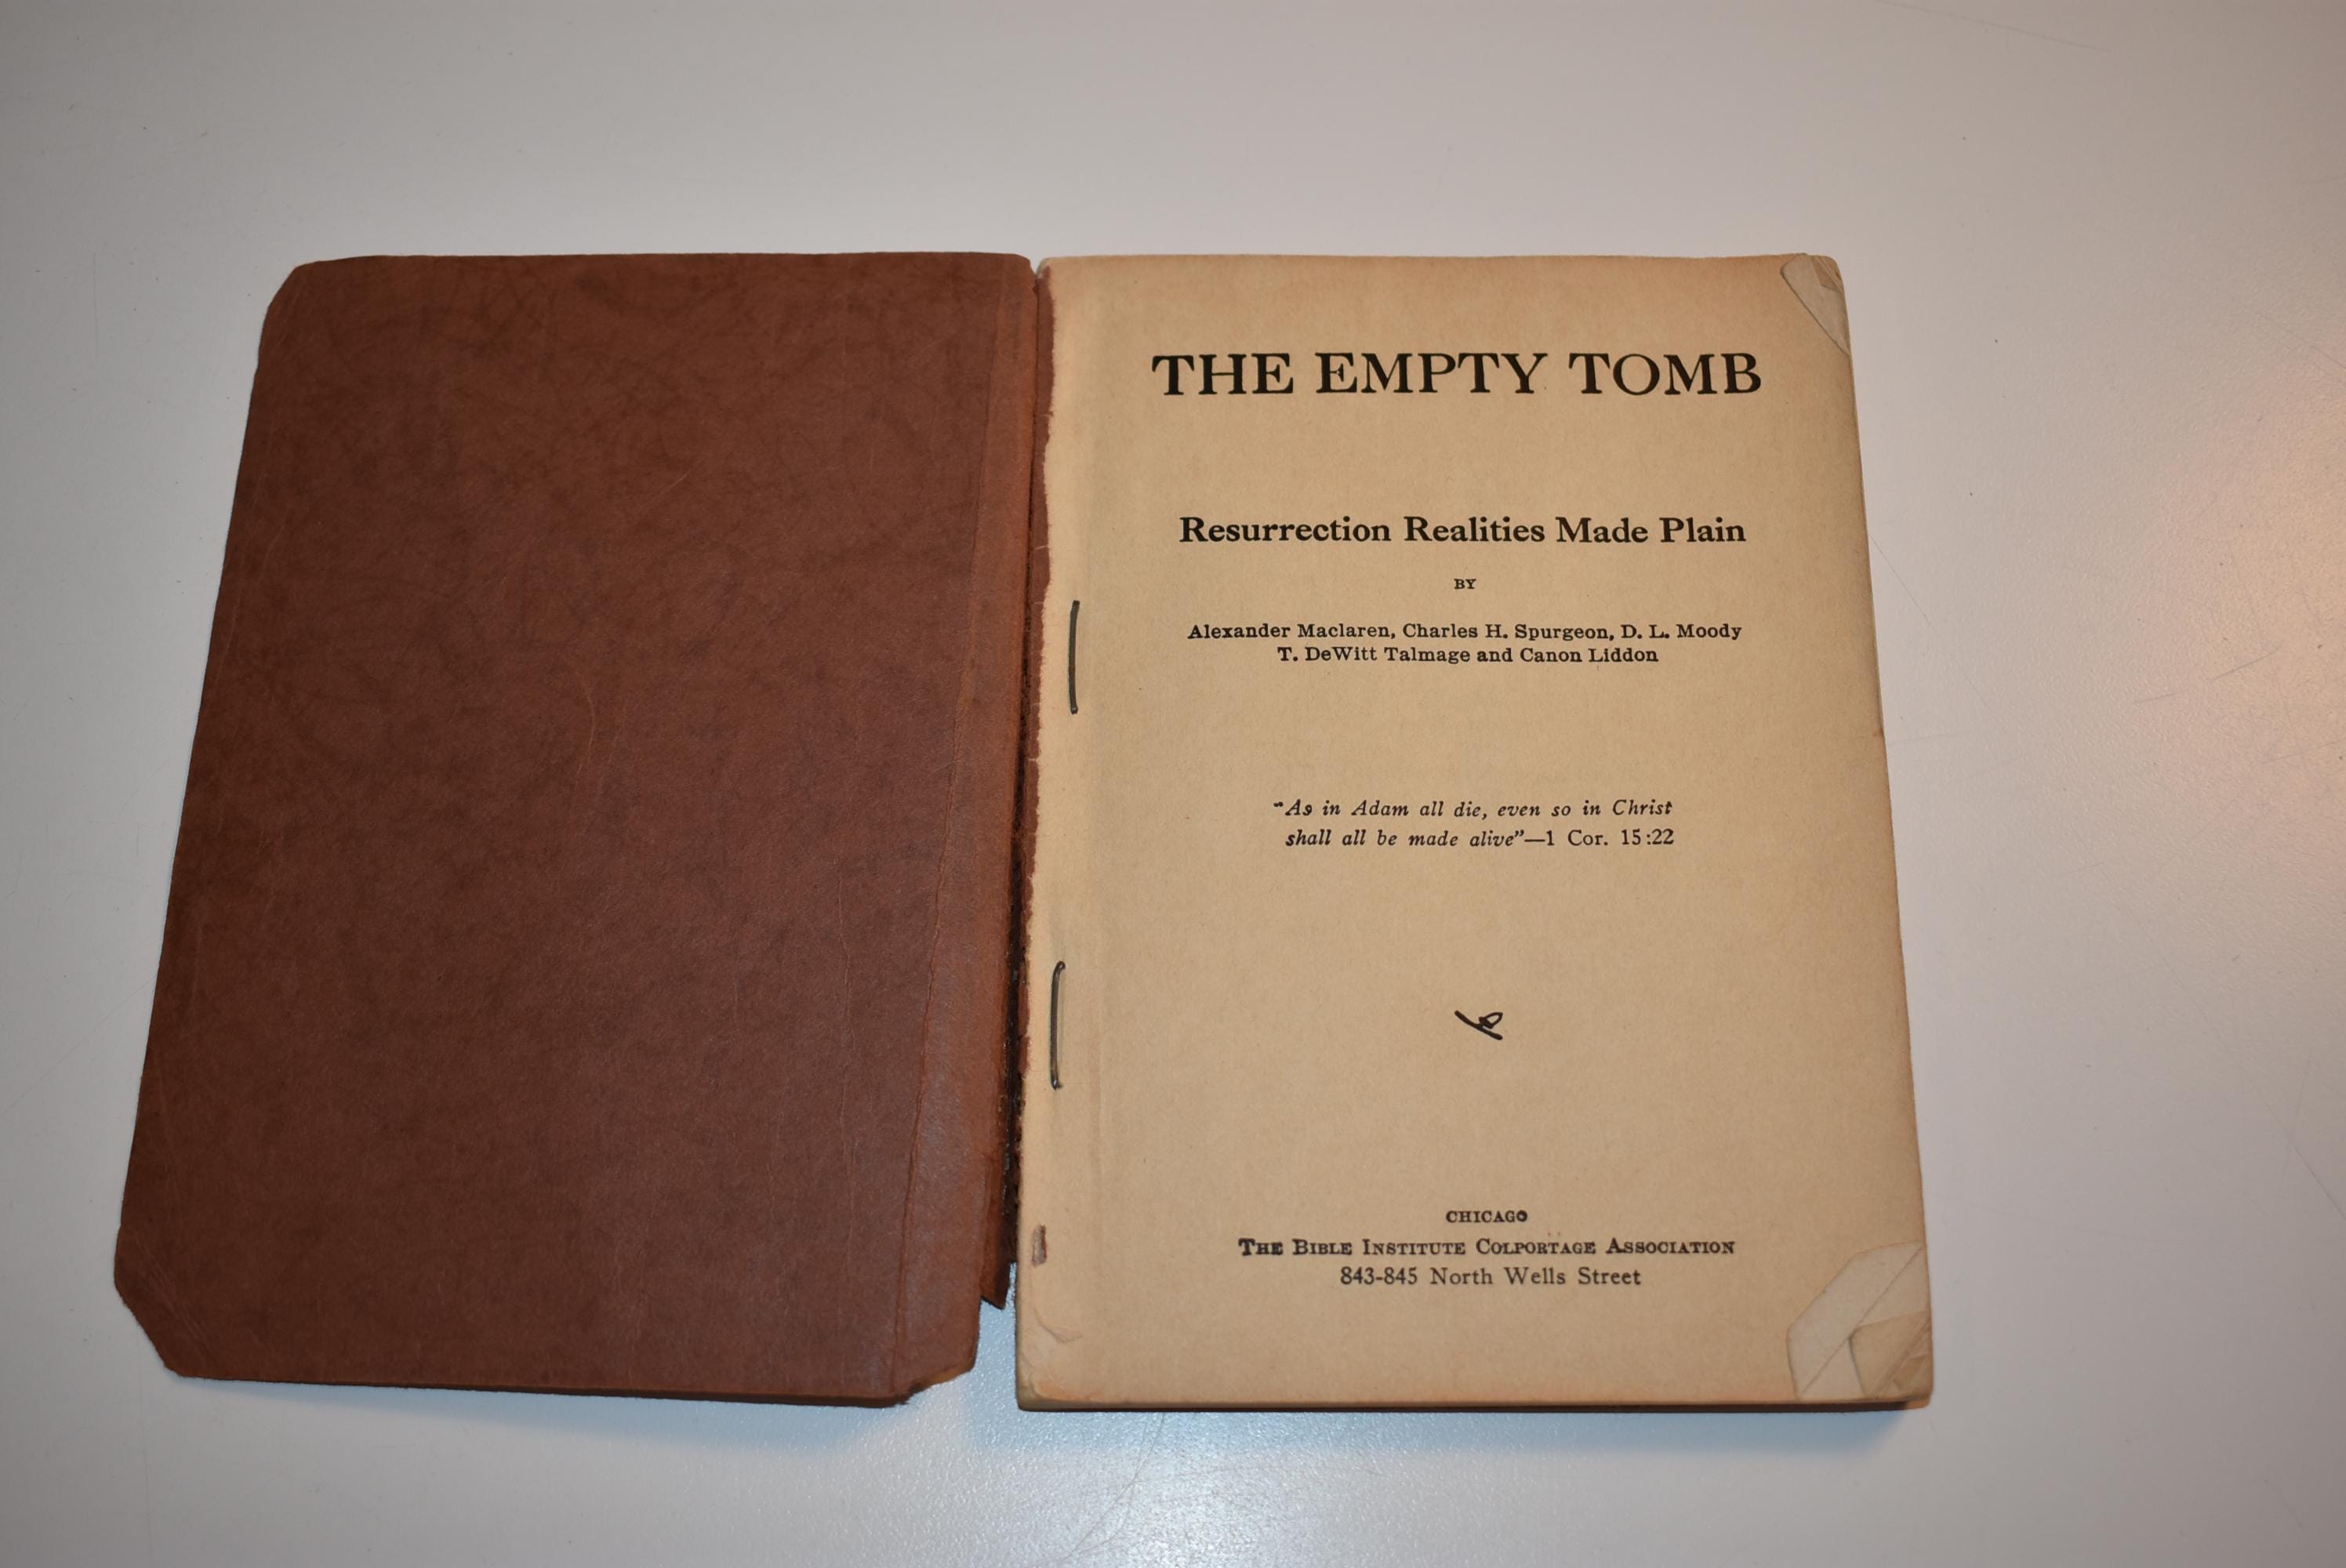 THE EMPTY TOMB
Resurrection Realities Made Plain
BY
Alexander Maclaren, Charles H. Spurgeon, D. L. Moody
T. DeWitt Talmage and Canon Liddon
"As in Adam all die, even so in Christ
shall all be made alive"—1 Cor. 15:22
CHICAGO
THE BIBLE INSTITUTE COLPORTAGE ASSOCIATION
843-845 North Wells Street